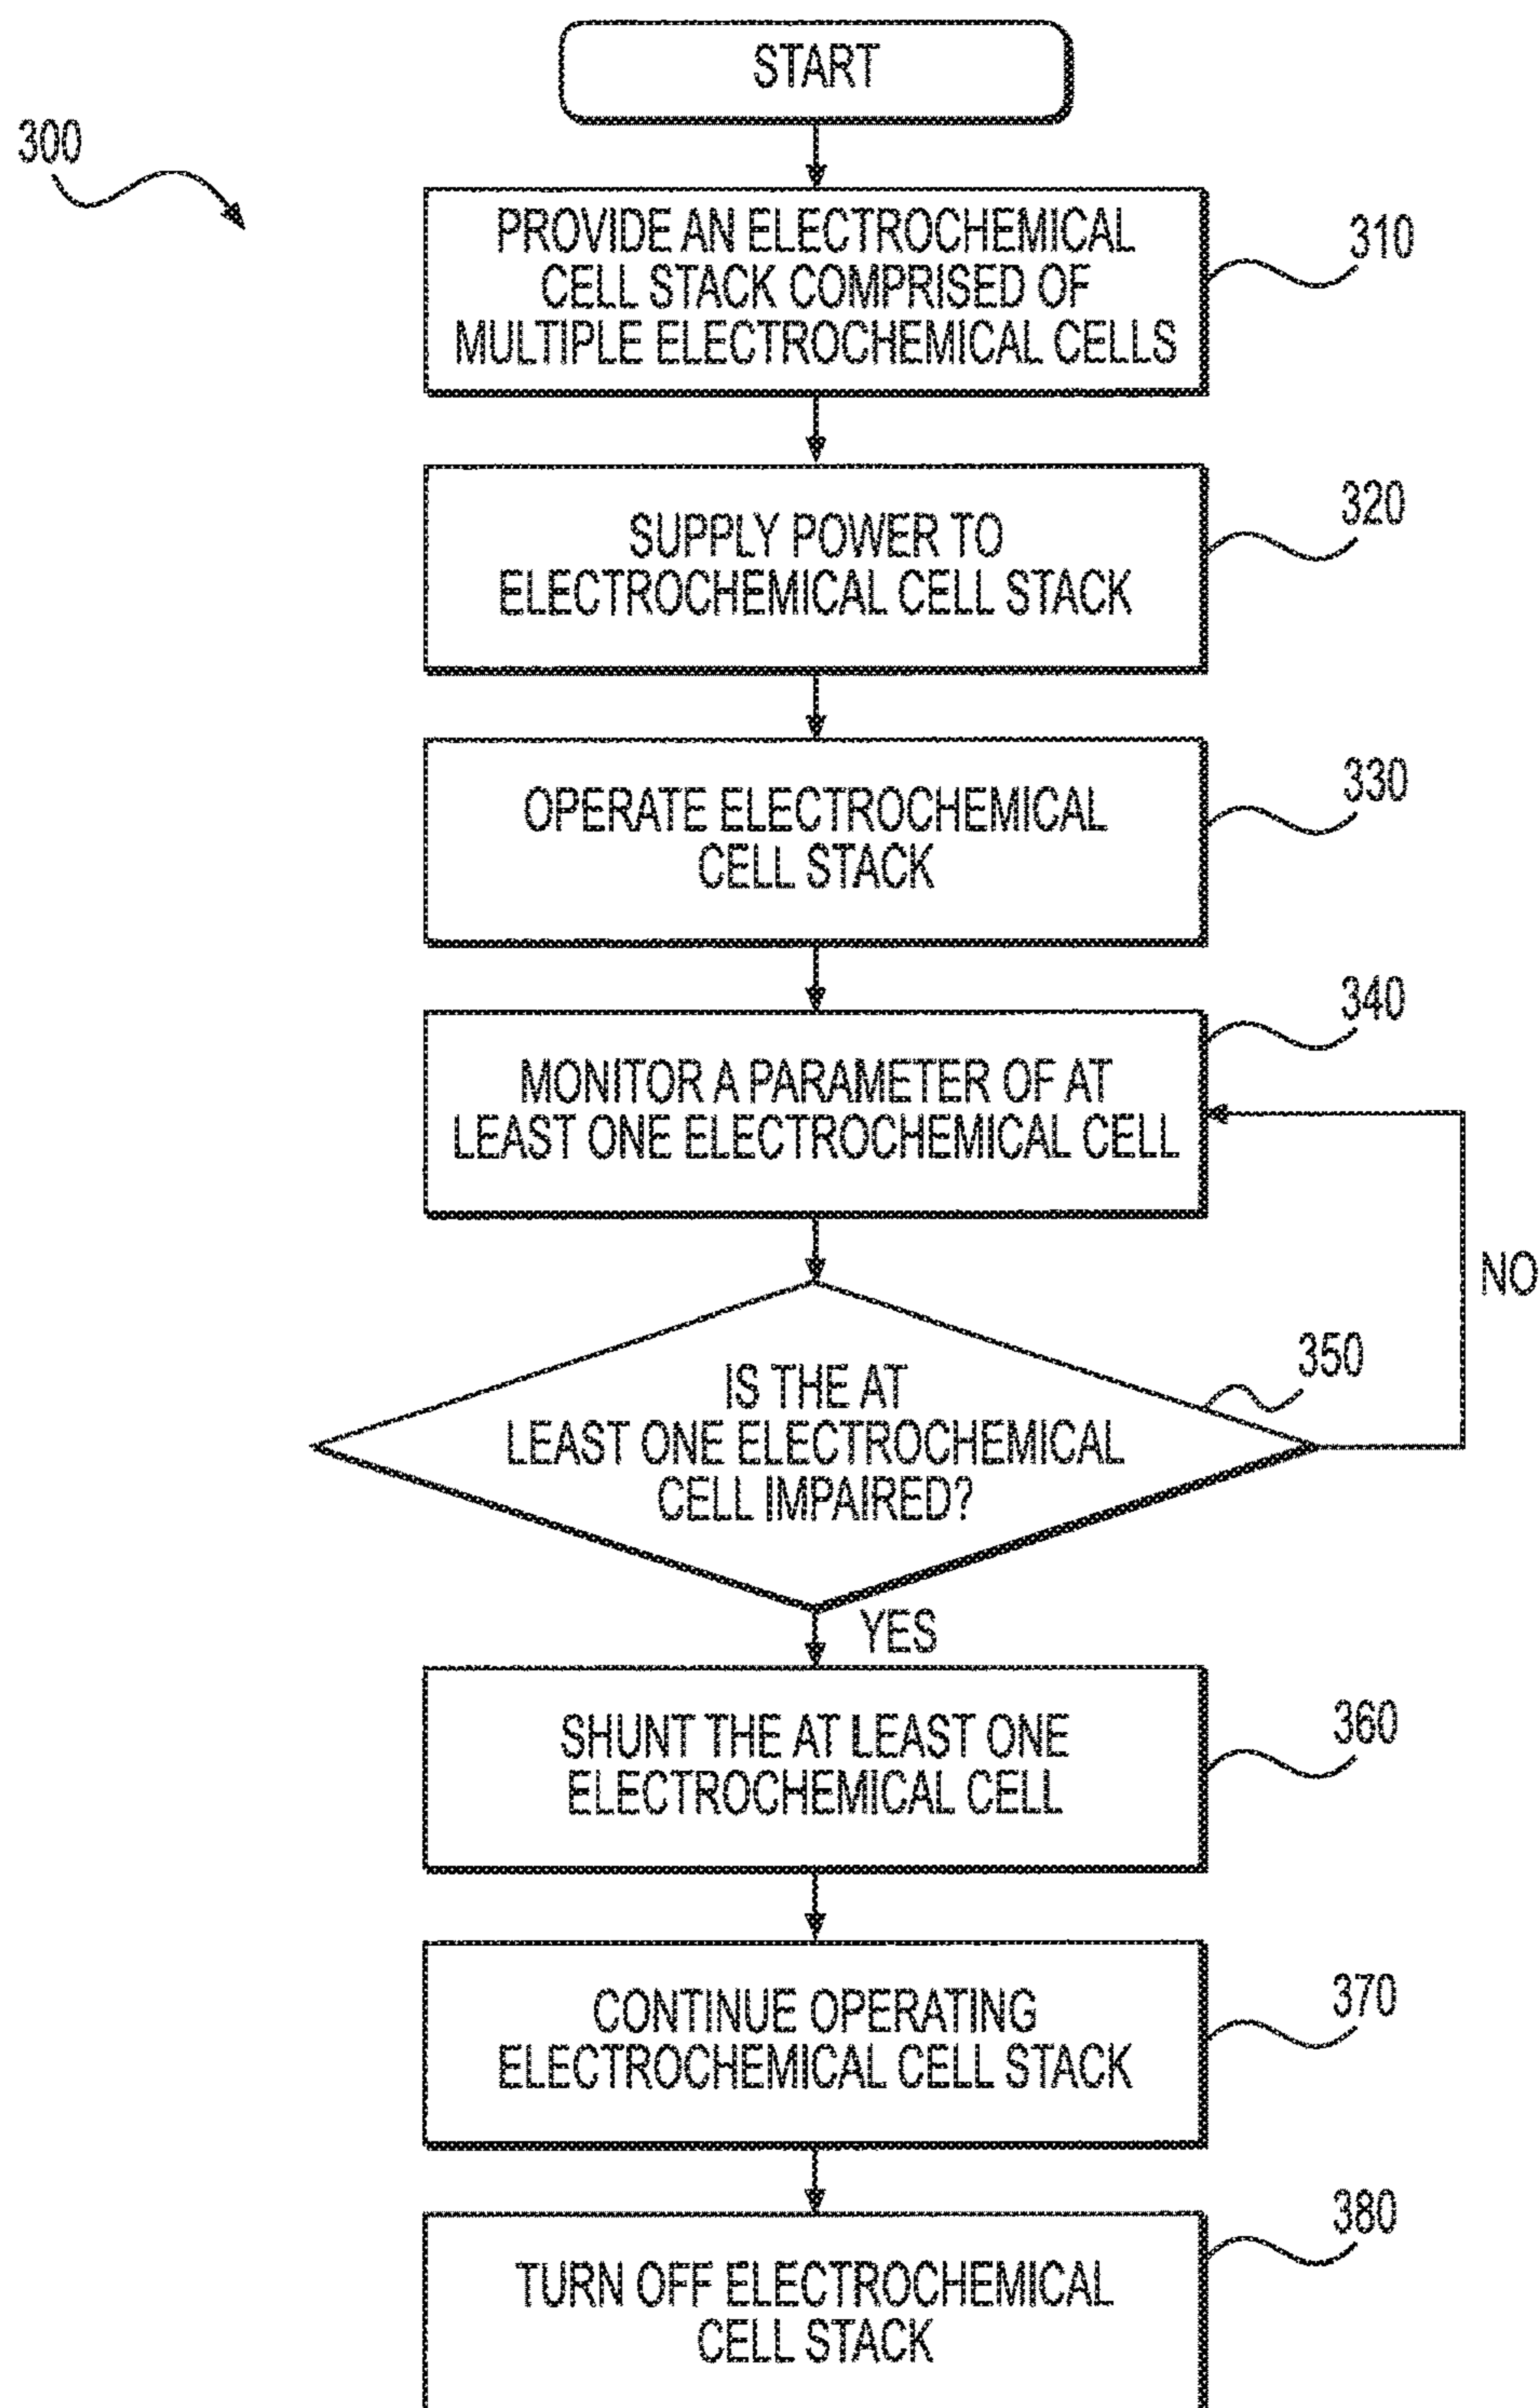 START
300
PROVIDE AN ELECTROCHEMICAL
CELL STACK COMPRISED OF
MULTIPLE ELECTROCHEMICAL CELLS
310
SUPPLY POWER TO
ELECTROCHEMICAL CELL STACK
320
OPERATE ELECTROCHEMICAL
CELL STACK
330
MONITOR A PARAMETER OF AT
LEAST ONE ELECTROCHEMICAL CELL
340
NO
IS THE AT
LEAST ONE ELECTROCHEMICAL
CELL IMPAIRED?
350
YES
SHUNT THE AT LEAST ONE
ELECTROCHEMICAL CELL
360
CONTINUE OPERATING
ELECTROCHEMICAL CELL STACK
370
TURN OFF ELECTROCHEMICAL
CELL STACK
380